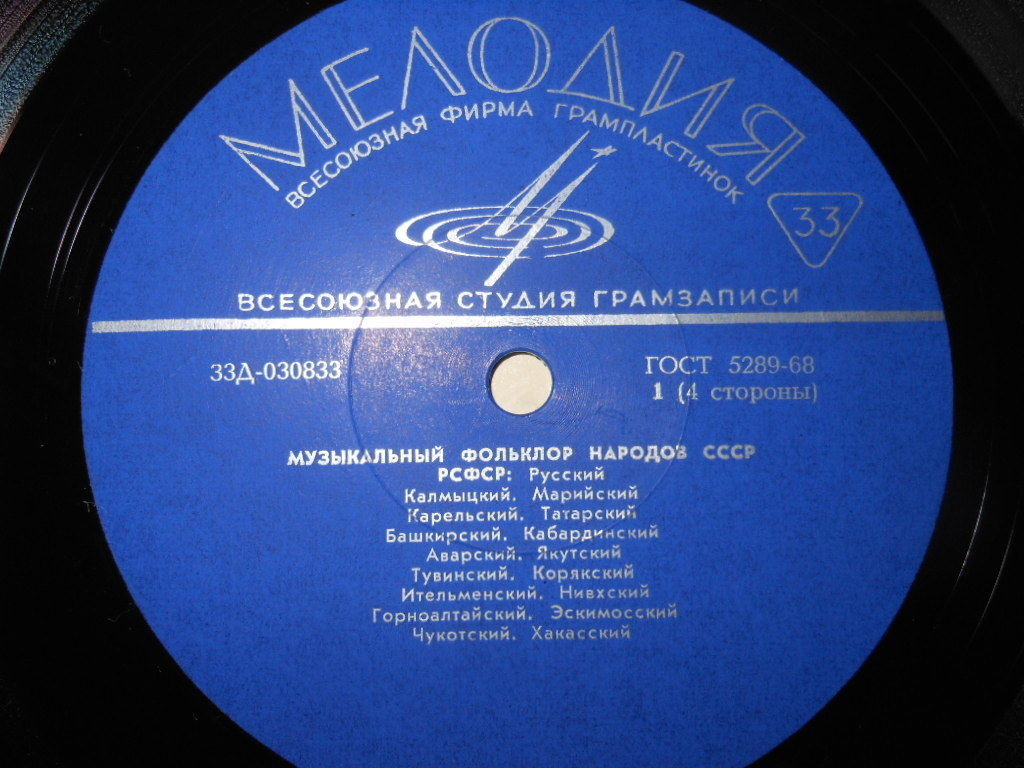 МЕЛОДИЯ
ВСЕСОЮЗНАЯ ФИРМА ГРАМПЛАСТИНОК
33
ВСЕСОЮЗНАЯ СТУДИЯ ГРАМЗАПИСИ
33Д-030833
ГОСТ 5289-68
1 (4 стороны)
МУЗЫКАЛЬНЫЙ ФОЛЬКЛОР НАРОДОВ СССР
РСФСР: Русский
Калмыцкий. Марийский
Карельский. Татарский
Башкирский. Кабардинский
Аварский. Якутский
Тувинский. Корякский
Ительменский. Нивхский
Горноалтайский. Эскимосский
Чукотский. Хакасский